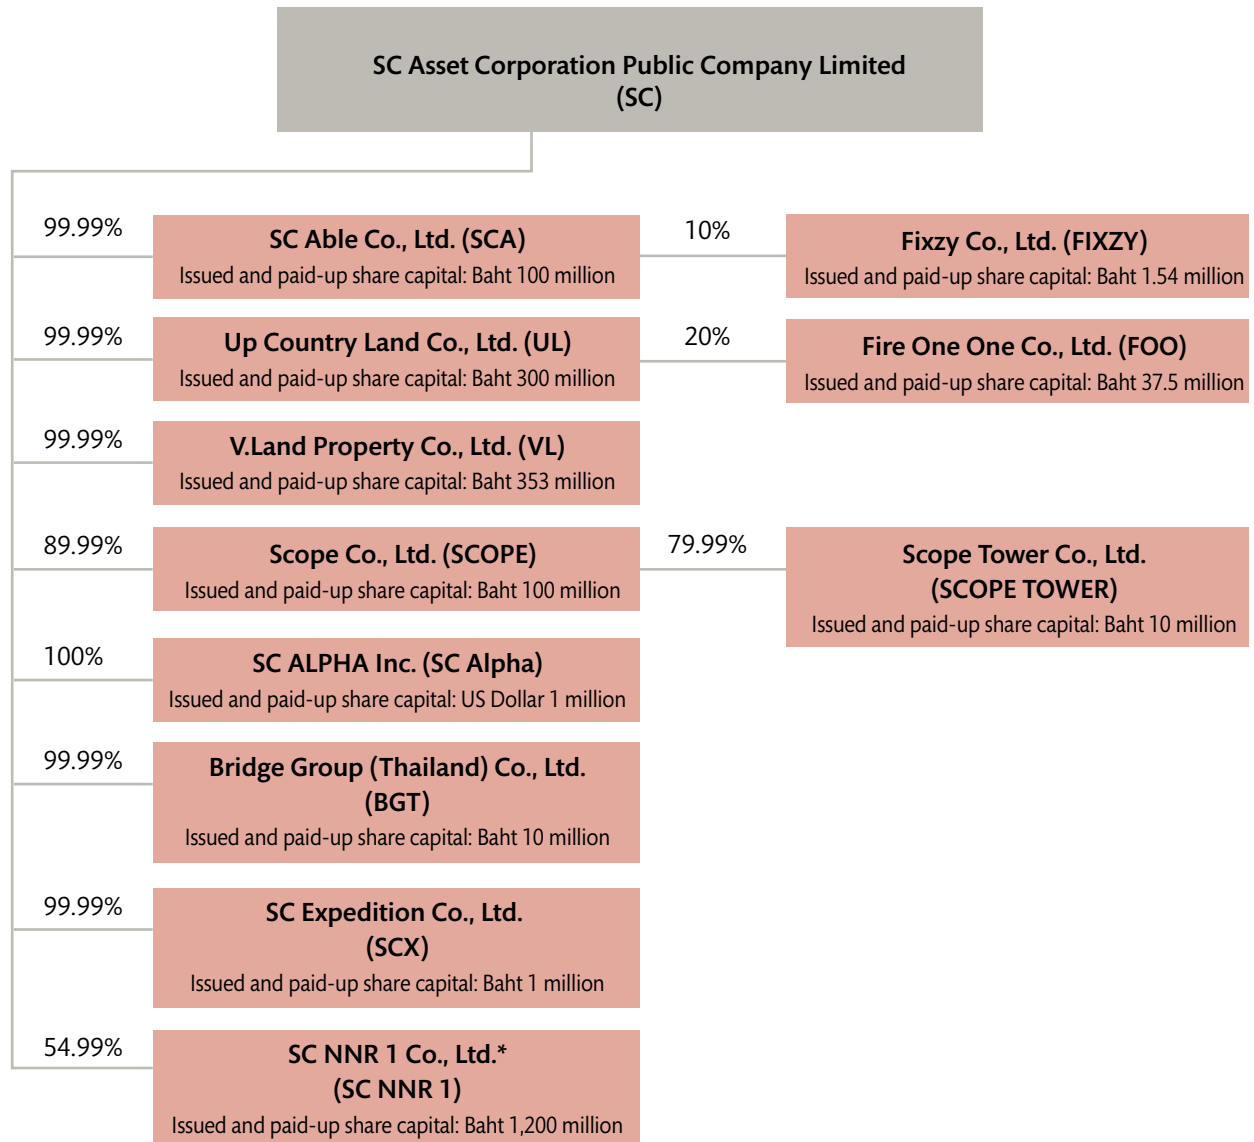 SC Asset Corporation Public Company Limited
(SC)
99.99%
SC Able Co., Ltd. (SCA)
Issued and paid-up share capital: Baht 100 million
10%
Fixzy Co., Ltd. (FIXZY)
Issued and paid-up share capital: Baht 1.54 million
99.99%
Up Country Land Co., Ltd. (UL)
Issued and paid-up share capital: Baht 300 million
20%
Fire One One Co., Ltd. (FOO)
Issued and paid-up share capital: Baht 37.5 million
99.99%
V.Land Property Co., Ltd. (VL)
Issued and paid-up share capital: Baht 353 million
89.99%
Scope Co., Ltd. (SCOPE)
Issued and paid-up share capital: Baht 100 million
79.99%
Scope Tower Co., Ltd.
(SCOPE TOWER)
Issued and paid-up share capital: Baht 10 million
100%
SC ALPHA Inc. (SC Alpha)
Issued and paid-up share capital: US Dollar 1 million
99.99%
Bridge Group (Thailand) Co., Ltd.
(BGT)
Issued and paid-up share capital: Baht 10 million
99.99%
SC Expedition Co., Ltd.
(SCX)
Issued and paid-up share capital: Baht 1 million
54.99%
SC NNR 1 Co., Ltd.*
(SC NNR 1)
Issued and paid-up share capital: Baht 1,200 million